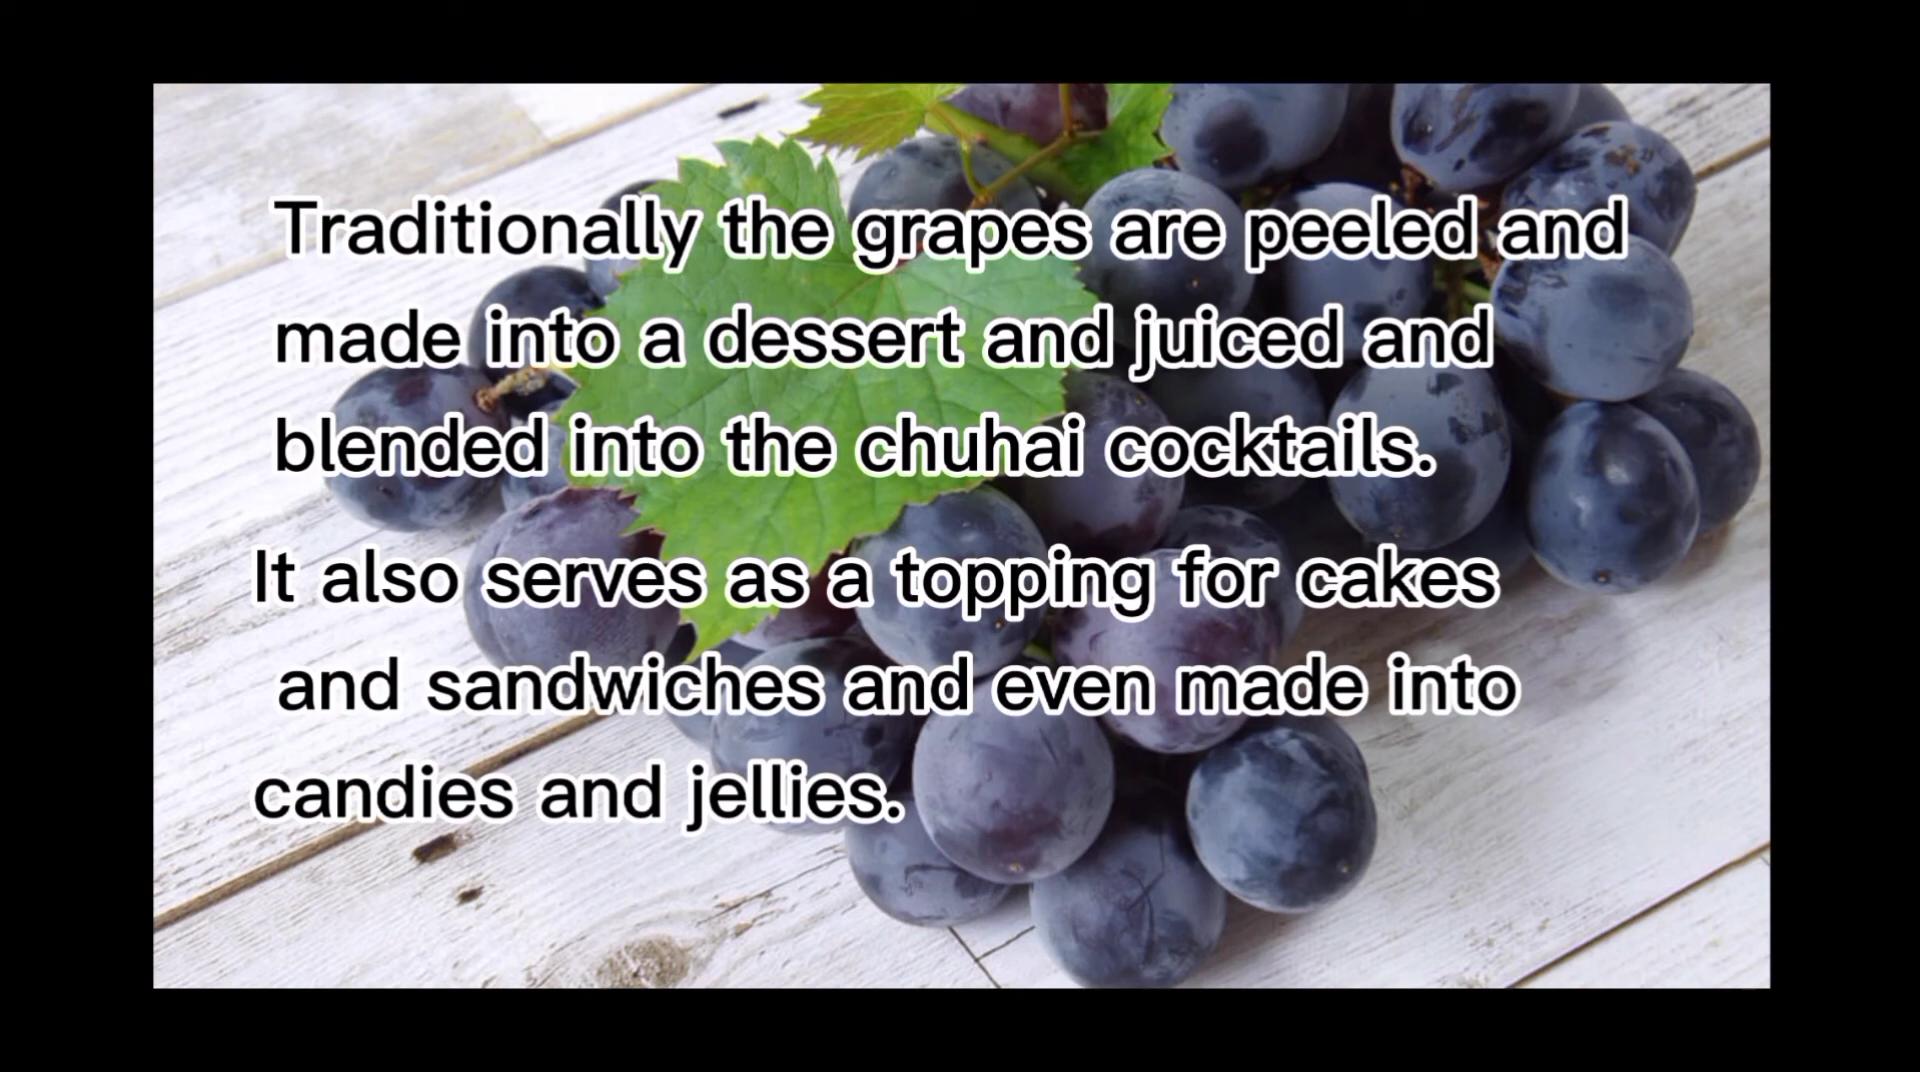 Traditionally the grapes are peeled and
made into a dessert and juiced and
blended into the chuhai cocktails.
It also serves as a topping for cakes
and sandwiches and even made into
candies and jellies.